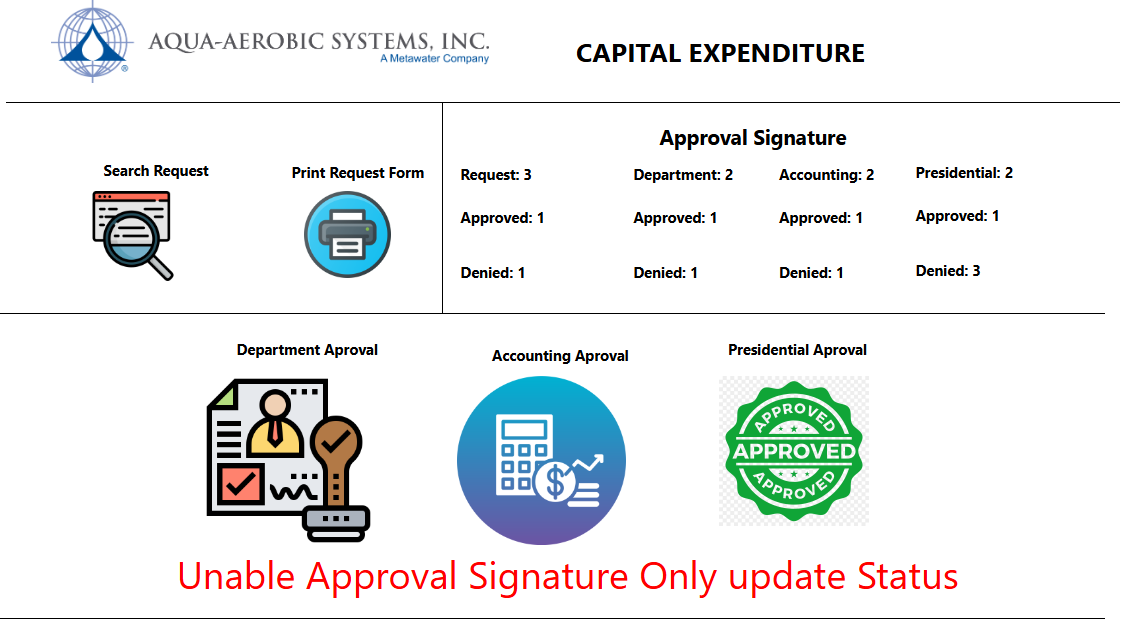 AQUA-AEROBIC SYSTEMS, INC.
A Metawater Company
®
CAPITAL EXPENDITURE
Search Request
Print Request Form
Approval Signature
Request: 3
Department: 2
Accounting: 2
Presidential: 2
Approved: 1
Approved: 1
Approved: 1
Approved: 1
Denied: 1
Denied: 1
Denied: 1
Denied: 3
Department Aproval
Accounting Aproval
Presidential Aproval
$
APPROVED
APPROVED
APPROVED
Unable Approval Signature Only update Status